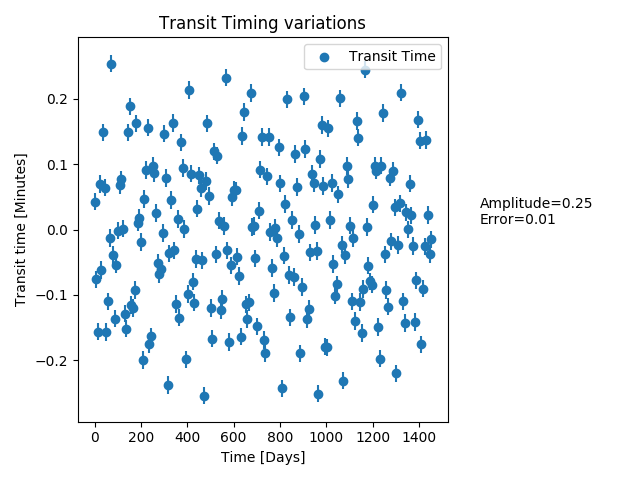 Transit Timing variations
Transit Time
0.2
0.1
0.0
−0.1
−0.2
Transit time [Minutes]
0 200 400 600 800 1000 1200 1400
Time [Days]
Amplitude=0.25
Error=0.01